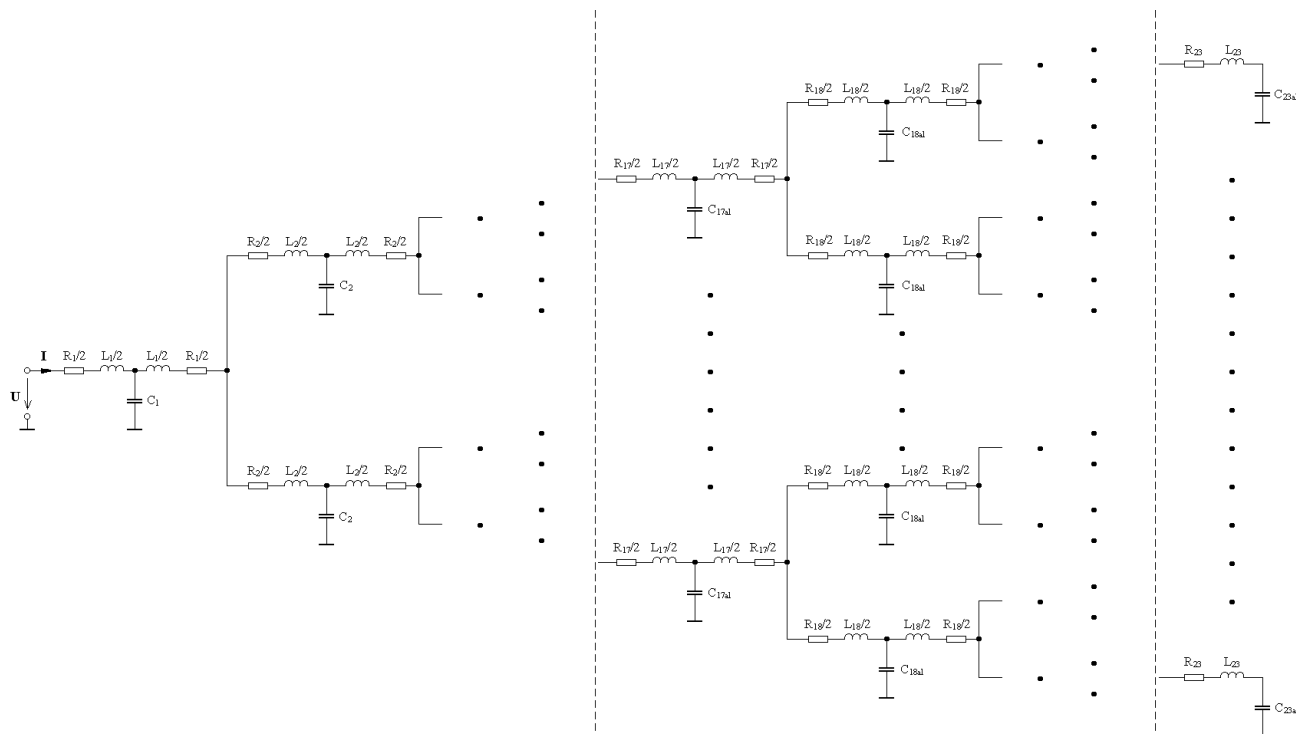 R23 L23
C23al
R18/2 L18/2 L18/2 R18/2
C18al
R17/2 L17/2 L17/2 R17/2
C17al
R2/2 L2/2 L2/2 R2/2
C2
R18/2 L18/2 L18/2 R18/2
C18al
I R1/2 L1/2 L1/2 R1/2
U
C1
R2/2 L2/2 L2/2 R2/2
C2
R18/2 L18/2 L18/2 R18/2
C18al
R17/2 L17/2 L17/2 R17/2
C17al
R18/2 L18/2 L18/2 R18/2
C18al
R23 L23
C23a